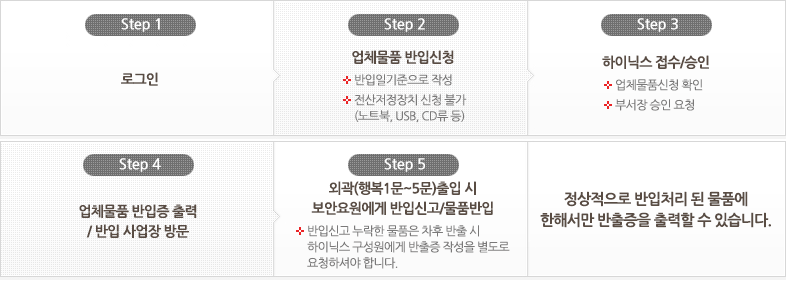 Step 1
로그인
Step 2
업체물품 반입신청
반입일기준으로 작성
전산저정장치 신청 불가
(노트북, USB, CD류 등)
Step 3
하이닉스 접수/승인
업체물품신청 확인
부서장 승인 요청
Step 4
업체물품 반입증 출력
/ 반입 사업장 방문
Step 5
외곽(행복1문~5문)출입 시
보안요원에게 반입신고/물품반입
반입신고 누락한 물품은 차후 반출 시
하이닉스 구성원에게 반출증 작성을 별도로
요청하셔야 합니다.
정상적으로 반입처리 된 물품에
한해서만 반출증을 출력할 수 있습니다.